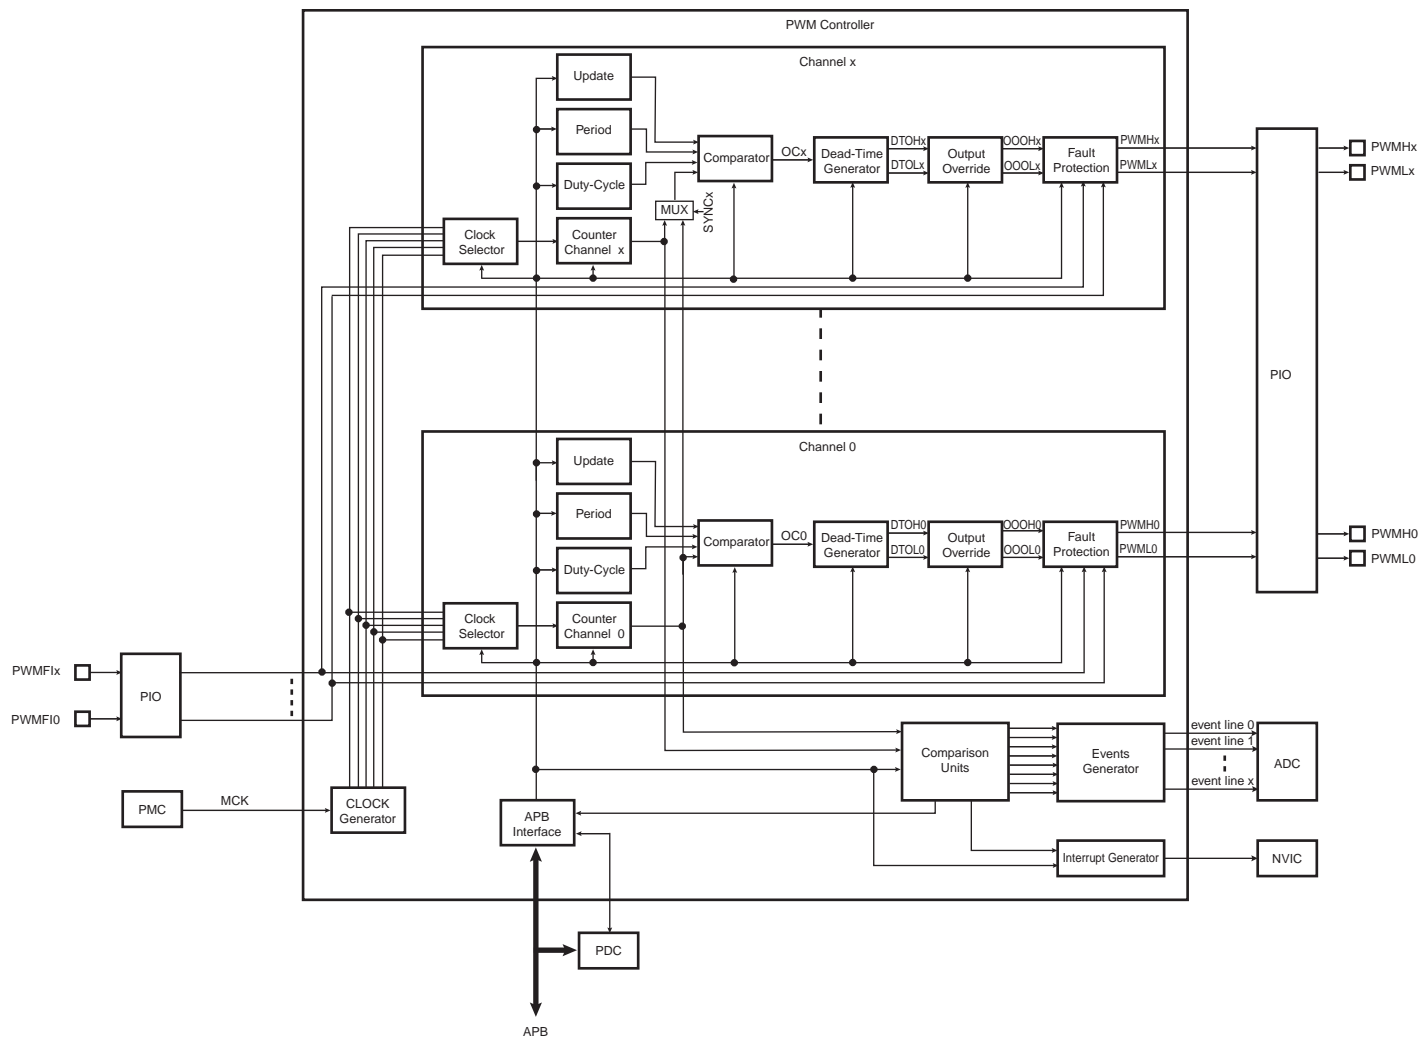 PWM Controller
Channel x
Update
Period
Duty-Cycle
Clock
Selector
Counter
Channel x
MUX
SYNCx
Comparator
OCx
Dead-Time
Generator
DTOHx
DTOLx
Output
Override
OOOHx
OOOLx
Fault
Protection
PWMHx
PWMLx
PIO
PWMHx
PWMLx
Channel 0
Update
Period
Duty-Cycle
Clock
Selector
Counter
Channel 0
Comparator
OC0
Dead-Time
Generator
DTOH0
DTOL0
Output
Override
OOOH0
OOOL0
Fault
Protection
PWMH0
PWML0
PWMH0
PWML0
PWMFIx
PWMFI0
PIO
PMC
MCK
CLOCK
Generator
APB
Interface
Comparison
Units
Events
Generator
event line 0
event line 1
event line x
ADC
Interrupt Generator
NVIC
PDC
APB